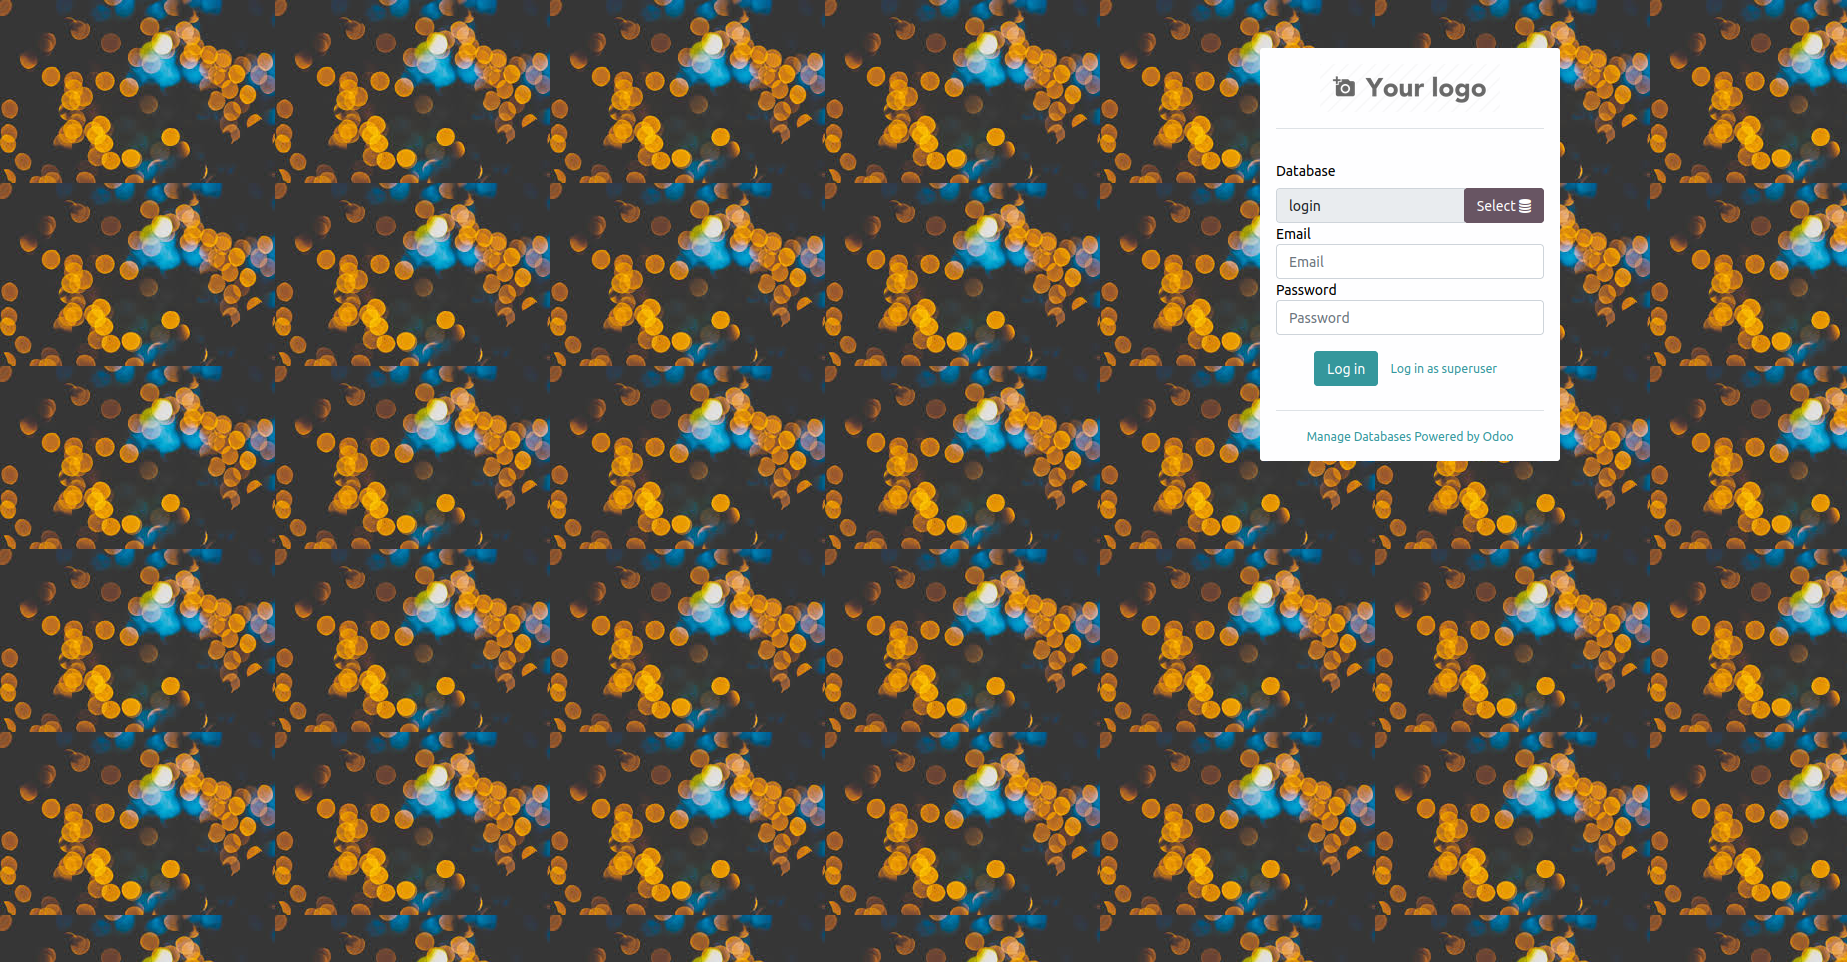 Your logo
Database
login
Select
Email
Email
Password
Password
Log in Log in as superuser
Manage Databases Powered by Odoo